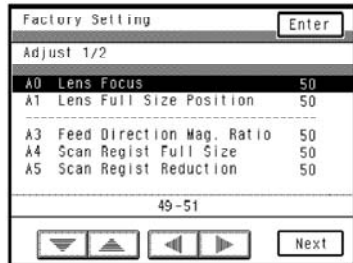 Factory Setting Enter
Adjust 1/2
A0 Lens Focus 50
A1 Lens Full Size Position 50
A3 Feed Direction Mag. Ratio 50
A4 Scan Regist Full Size 50
A5 Scan Regist Reduction 50
49-51
Next